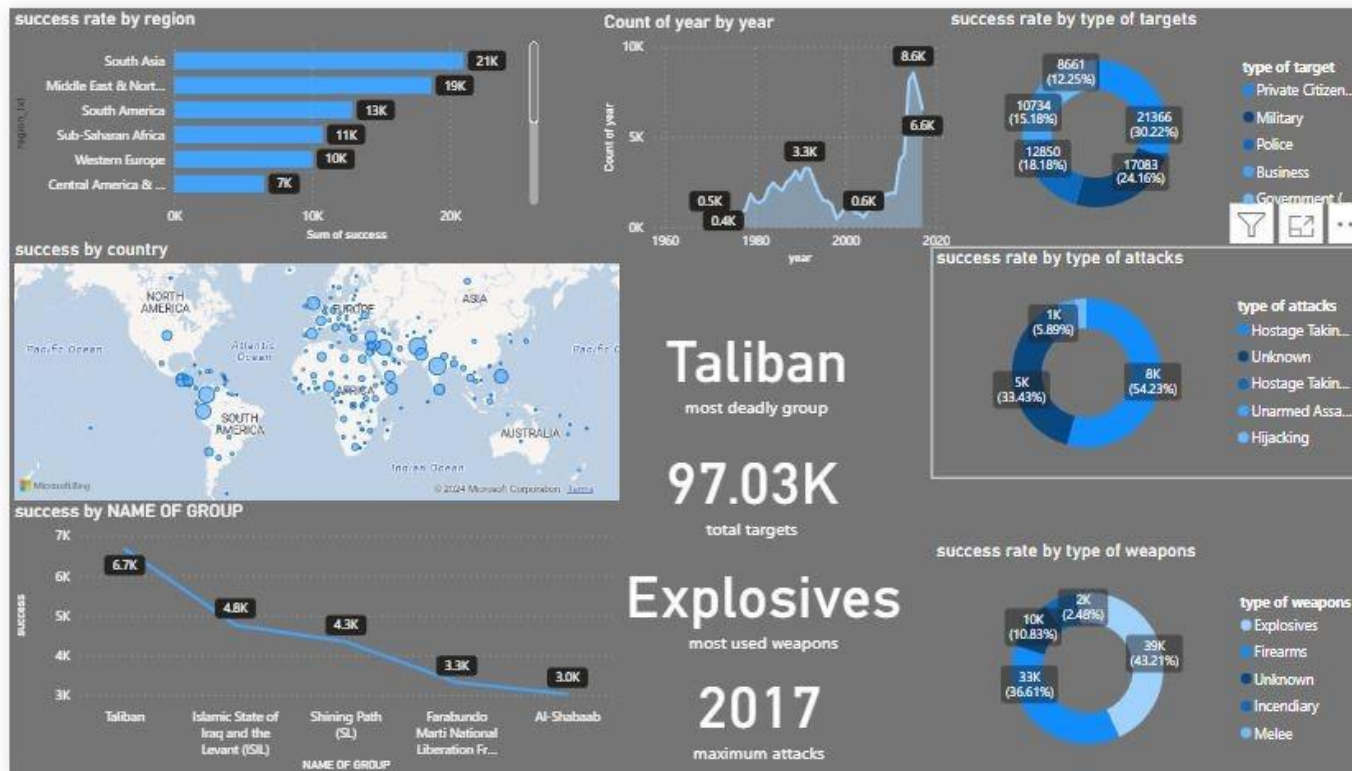 success rate by region
region_txt
South Asia
21K
Middle East & Nort...
19K
South America
13K
Sub-Saharan Africa
11K
Western Europe
10K
Central America & ...
7K
0K
10K
20K
Sum of success
Count of year by year
Count of year
10K
5K
0K
0.5K
0.4K
3.3K
0.6K
8.6K
6.6K
1960
1980
2000
2020
year
success rate by type of targets
8661
(12.25%)
10734
(15.18%)
12850
(18.18%)
21366
(30.22%)
17083
(24.16%)
type of target
Private Citizen...
Military
Police
Business
Government (...
success by country
NORTH
AMERICA
EUROPE
ASIA
Pacific Ocean
Atlantic
Ocean
Pacific O
AFRICA
SOUTH
AMERICA
AUSTRALIA
Indian Ocean
Microsoft Bing
© 2024 Microsoft Corporation Terms
Taliban
most deadly group
97.03K
total targets
Explosives
most used weapons
2017
maximum attacks
success rate by type of attacks
1K
(5.89%)
5K
(33.43%)
8K
(54.23%)
type of attacks
Hostage Takin...
Unknown
Hostage Takin...
Unarmed Assa...
Hijacking
success by NAME OF GROUP
success
7K
6K
5K
4K
3K
6.7K
4.8K
4.3K
3.3K
3.0K
Taliban
Islamic State of
Iraq and the
Levant (ISIL)
Shining Path
(SL)
Farabundo
Marti National
Liberation Fr...
Al-Shabaab
NAME OF GROUP
success rate by type of weapons
2K
(2.48%)
10K
(10.83%)
33K
(36.61%)
39K
(43.21%)
type of weapons
Explosives
Firearms
Unknown
Incendiary
Melee